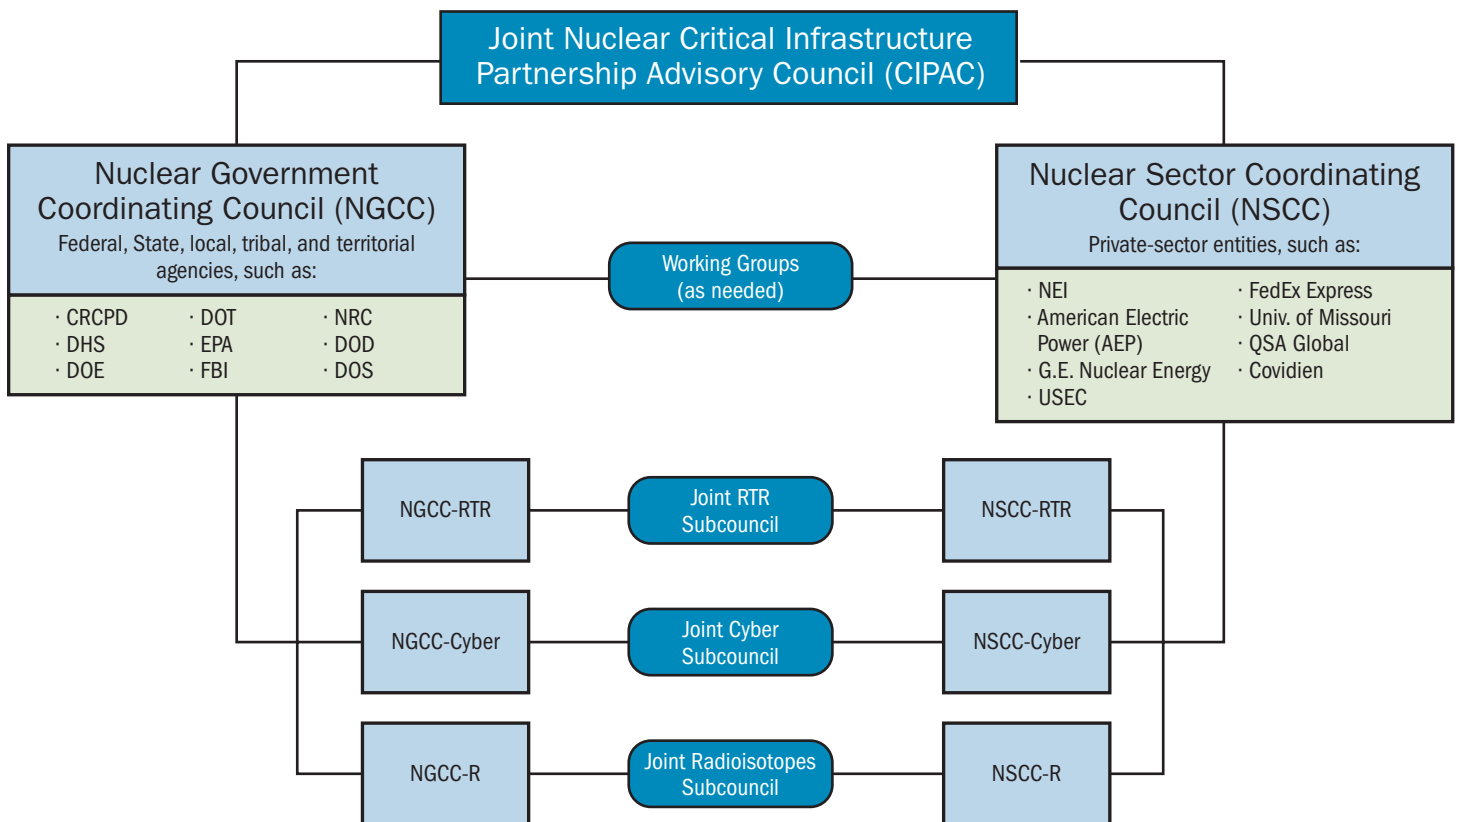 Joint Nuclear Critical Infrastructure
Partnership Advisory Council (CIPAC)
Nuclear Government
Coordinating Council (NGCC)
Federal, State, local, tribal, and territorial
agencies, such as:
· CRCPD
· DHS
· DOE
· DOT
· EPA
· FBI
· NRC
· DOD
· DOS
Working Groups
(as needed)
Nuclear Sector Coordinating
Council (NSCC)
Private-sector entities, such as:
· NEI
· American Electric
Power (AEP)
· G.E. Nuclear Energy
· USEC
· FedEx Express
· Univ. of Missouri
· QSA Global
· Covidien
NGCC-RTR
Joint RTR
Subcouncil
NSCC-RTR
NGCC-Cyber
Joint Cyber
Subcouncil
NSCC-Cyber
NGCC-R
Joint Radioisotopes
Subcouncil
NSCC-R